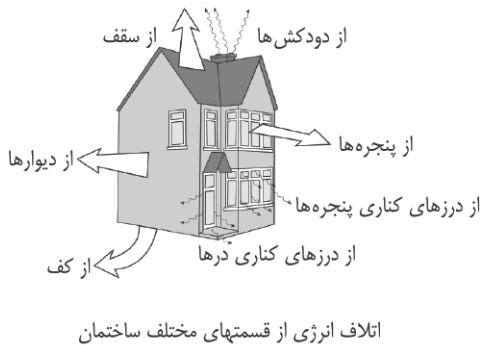 از دودکش‌ها
از سقف
از پنجره‌ها
از دیوارها
از درزهای کناری پنجره‌ها
از درزهای کناری درها
از کف
اتلاف انرژی از قسمتهای مختلف ساختمان